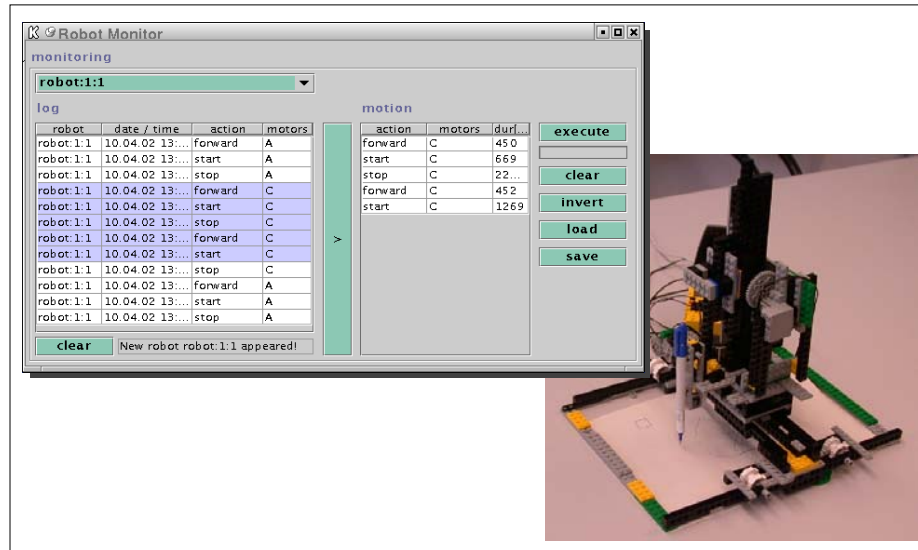 Robot Monitor
monitoring
robot:1:1
log
robot date / time action motors
robot:1:1 10.04.02 13:... forward A
robot:1:1 10.04.02 13:... start A
robot:1:1 10.04.02 13:... stop A
robot:1:1 10.04.02 13:... forward C
robot:1:1 10.04.02 13:... start C
robot:1:1 10.04.02 13:... stop C
robot:1:1 10.04.02 13:... forward C
robot:1:1 10.04.02 13:... start C
robot:1:1 10.04.02 13:... stop C
robot:1:1 10.04.02 13:... forward A
robot:1:1 10.04.02 13:... start A
robot:1:1 10.04.02 13:... stop A
clear New robot robot:1:1 appeared!
>
motion
action motors dur[...
forward C 450
start C 669
stop C 22...
forward C 452
start C 1269
execute
clear
invert
load
save